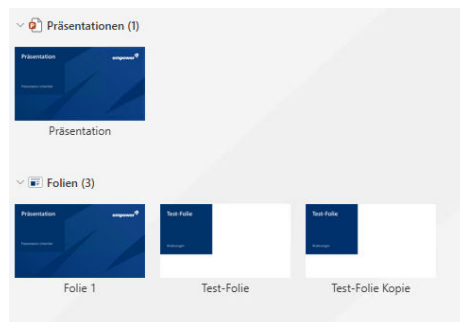 Präsentationen (1)
Präsentation
empower
Präsentation
Folien (3)
Präsentation
empower
Test-Folie
Test-Folie
Folie 1
Test-Folie
Test-Folie Kopie